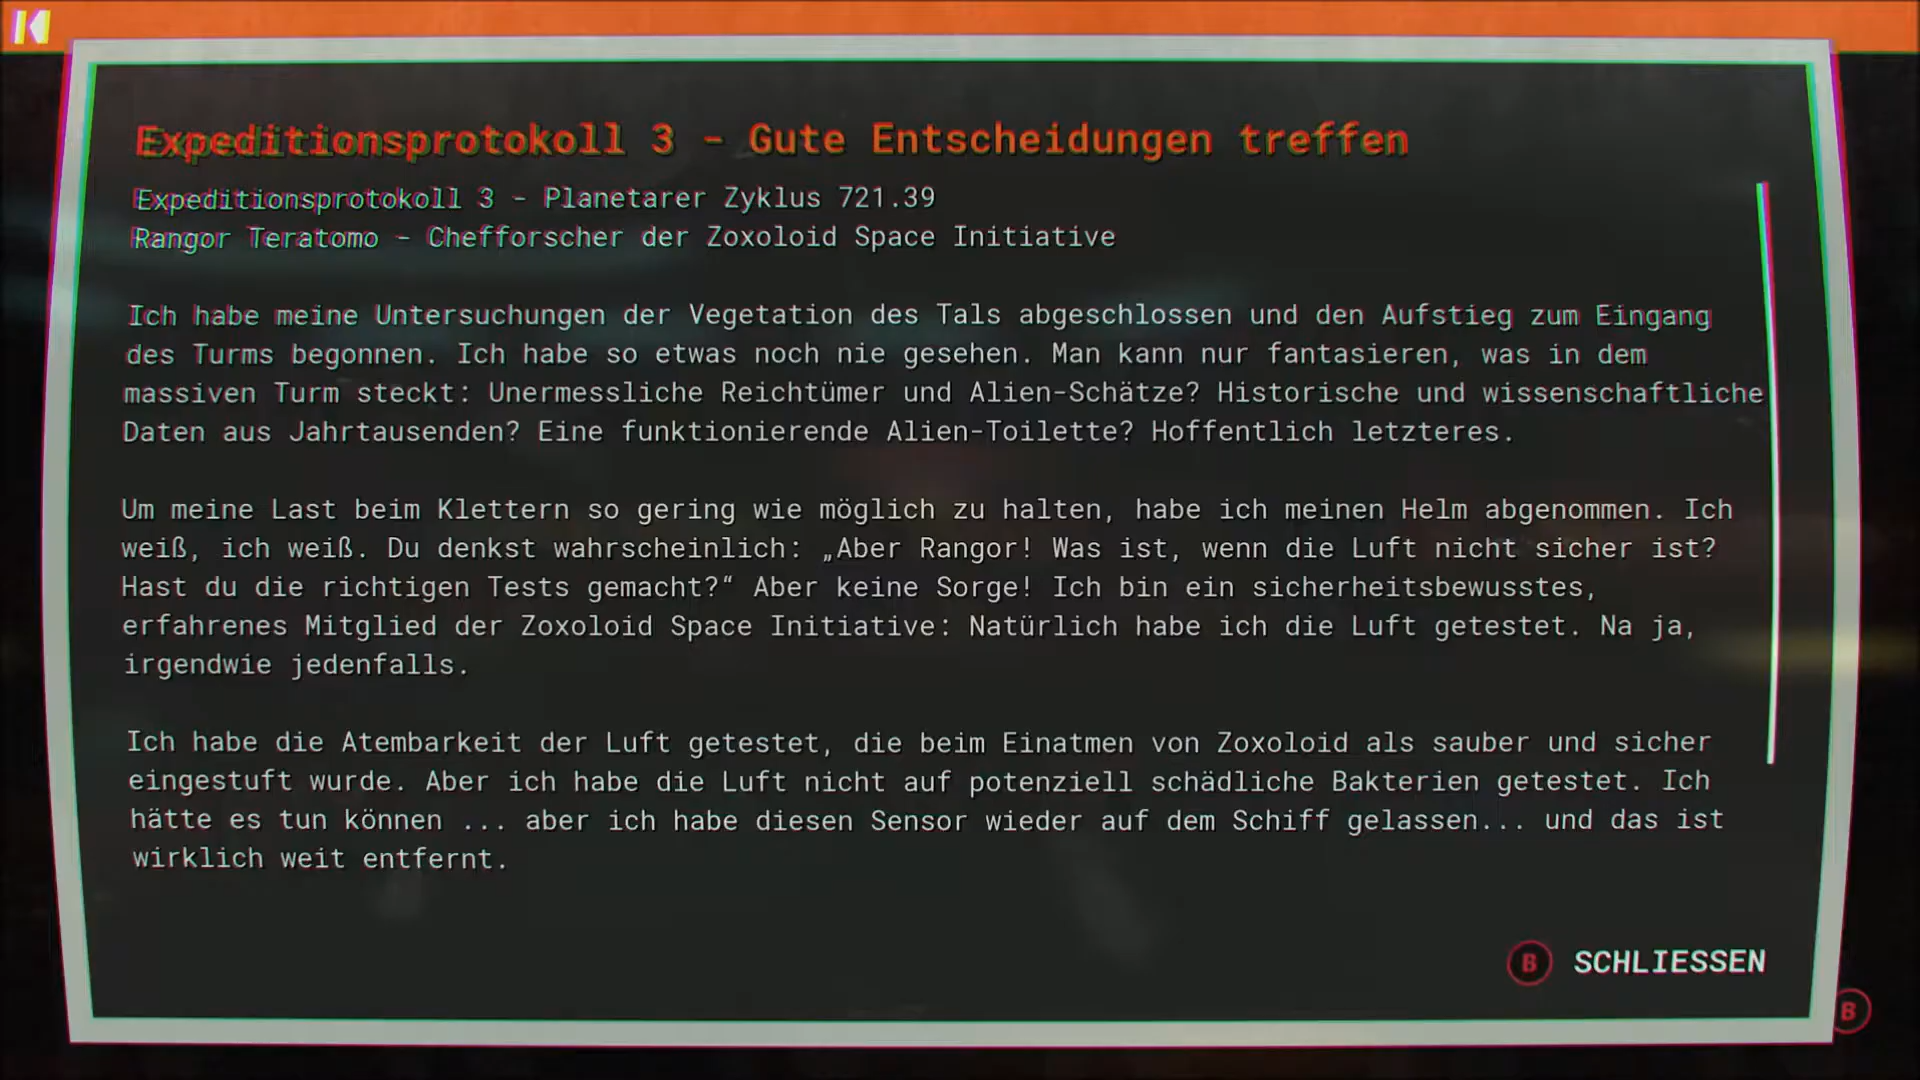 Expeditionsprotokoll 3 - Gute Entscheidungen treffen
Expeditionsprotokoll 3 - Planetarer Zyklus 721.39
Rangor Teratomo - Chefforscher der Zoxoloid Space Initiative
Ich habe meine Untersuchungen der Vegetation des Tals abgeschlossen und den Aufstieg zum Eingang
des Turms begonnen. Ich habe so etwas noch nie gesehen. Man kann nur fantasieren, was in dem
massiven Turm steckt: Unermessliche Reichtümer und Alien-Schätze? Historische und wissenschaftliche
Daten aus Jahrtausenden? Eine funktionierende Alien-Toilette? Hoffentlich letzteres.
Um meine Last beim Klettern so gering wie möglich zu halten, habe ich meinen Helm abgenommen. Ich
weiß, ich weiß. Du denkst wahrscheinlich: „Aber Rangor! Was ist, wenn die Luft nicht sicher ist?
Hast du die richtigen Tests gemacht?“ Aber keine Sorge! Ich bin ein sicherheitsbewusstes,
erfahrenes Mitglied der Zoxoloid Space Initiative: Natürlich habe ich die Luft getestet. Na ja,
irgendwie jedenfalls.
Ich habe die Atembarkeit der Luft getestet, die beim Einatmen von Zoxoloid als sauber und sicher
eingestuft wurde. Aber ich habe die Luft nicht auf potenziell schädliche Bakterien getestet. Ich
hätte es tun können ... aber ich habe diesen Sensor wieder auf dem Schiff gelassen... und das ist
wirklich weit entfernt.
B SCHLIESSEN
B